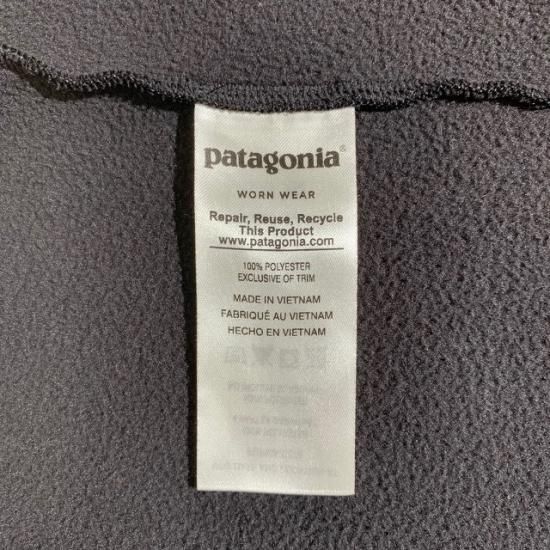 patagonia®
WORN WEAR
Repair, Reuse, Recycle
This Product
www.patagonia.com
100% POLYESTER
EXCLUSIVE OF TRIM
MADE IN VIETNAM
FABRIQUÉ AU VIETNAM
HECHO EN VIETNAM